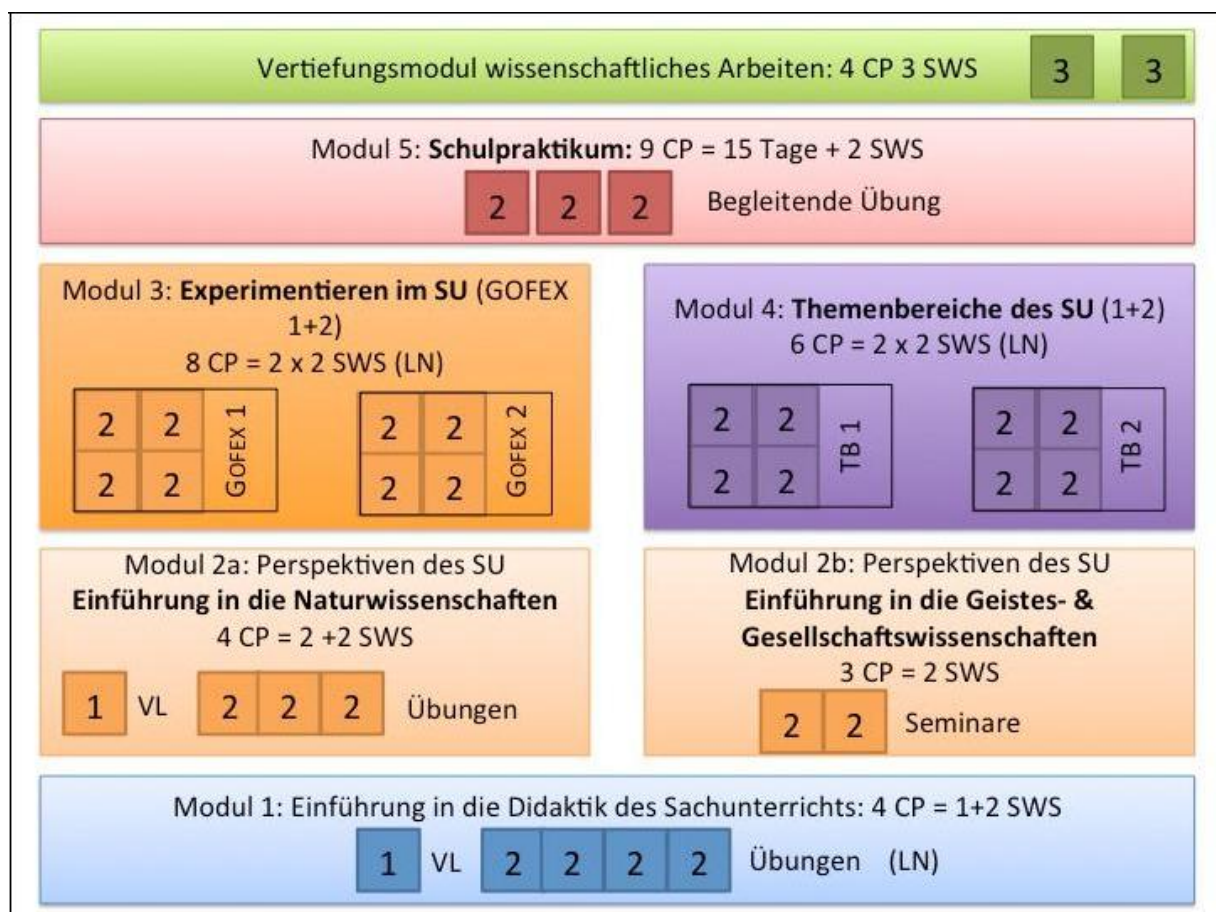 Vertiefungsmodul wissenschaftliches Arbeiten: 4 CP 3 SWS 3 3
Modul 5: Schulpraktikum: 9 CP = 15 Tage + 2 SWS
2 2 2 Begleitende Übung
Modul 3: Experimentieren im SU (GOFEX
1+2)
8 CP = 2 x 2 SWS (LN)
2 2
2 2
GOFEX 1
2 2
2 2
GOFEX 2
Modul 4: Themenbereiche des SU (1+2)
6 CP = 2 x 2 SWS (LN)
2 2
2 2
TB 1
2 2
2 2
TB 2
Modul 2a: Perspektiven des SU
Einführung in die Naturwissenschaften
4 CP = 2 +2 SWS
1 VL 2 2 2 Übungen
Modul 2b: Perspektiven des SU
Einführung in die Geistes- &
Gesellschaftswissenschaften
3 CP = 2 SWS
2 2 Seminare
Modul 1: Einführung in die Didaktik des Sachunterrichts: 4 CP = 1+2 SWS
1 VL 2 2 2 2 Übungen (LN)